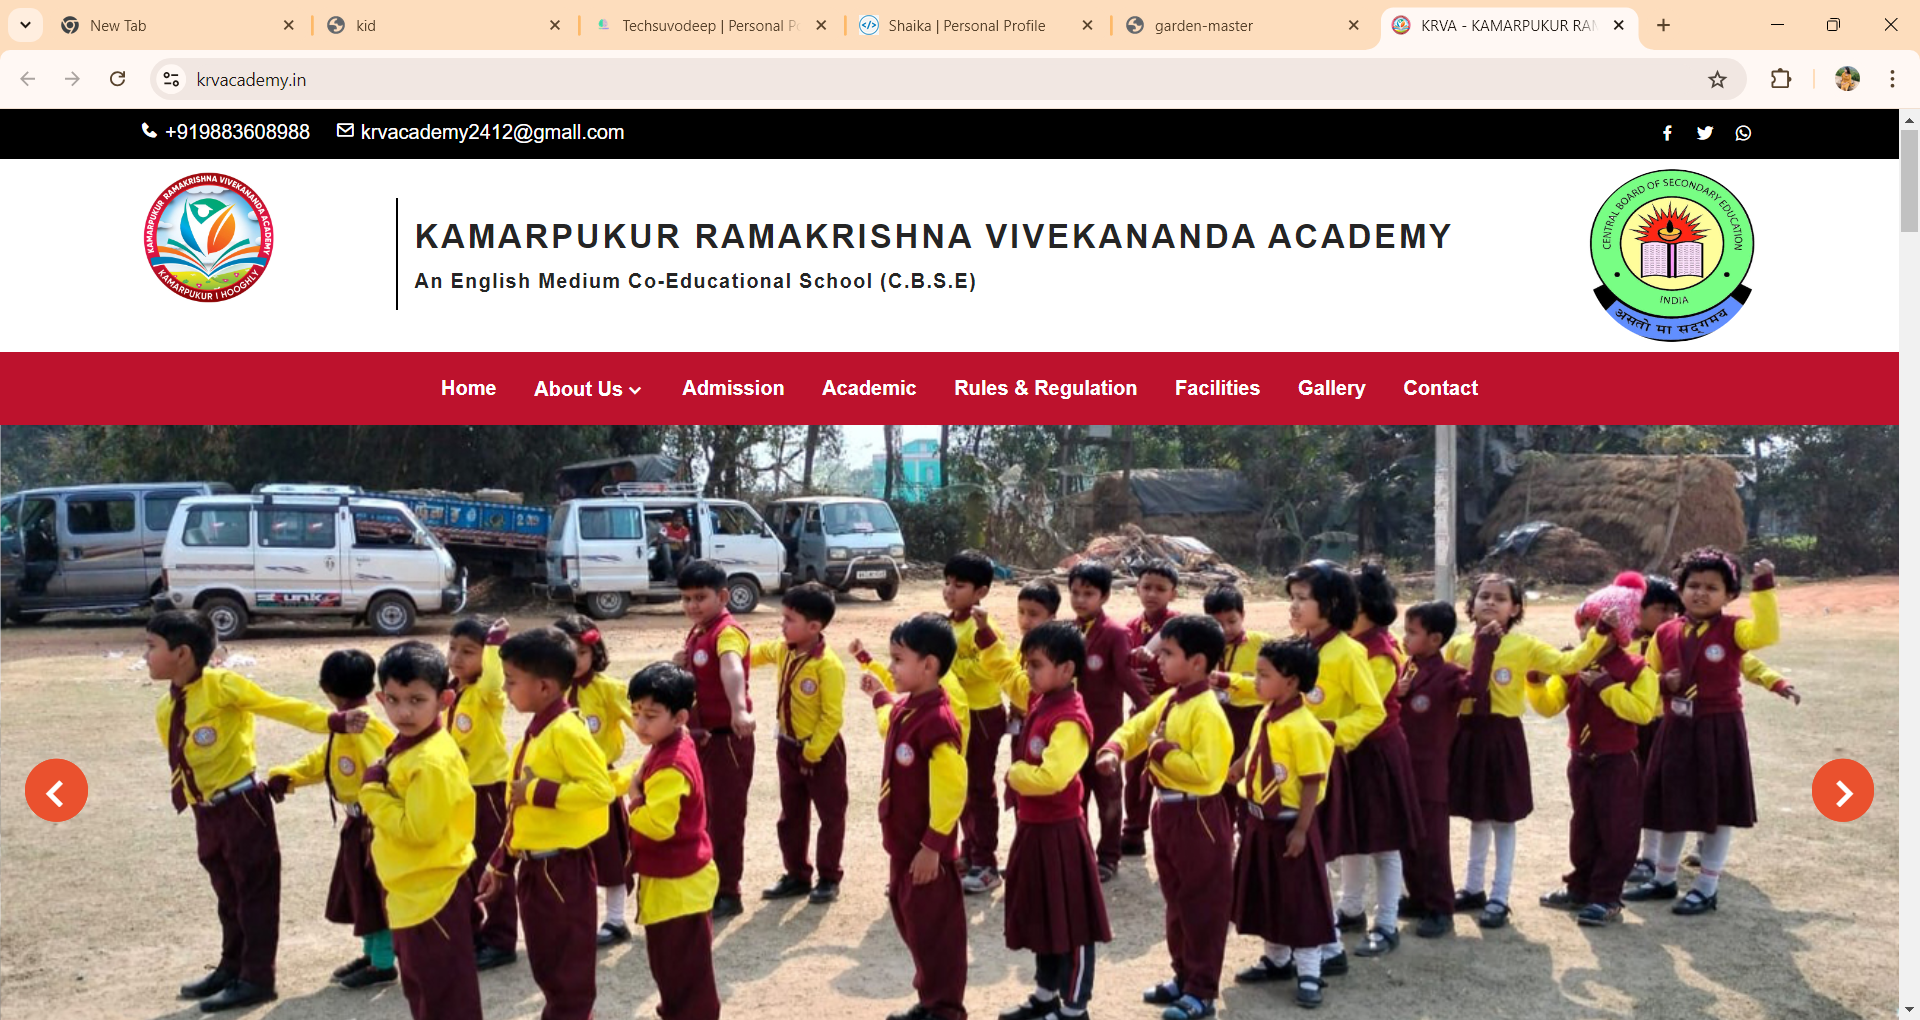 New Tab
kid
Techsuvodeep | Personal P
Shaika | Personal Profile
garden-master
KRVA - KAMARPUKUR RA
krvacademy.in
+919883608988
krvacademy2412@gmall.com
KAMARPUKUR RAMAKRISHNA VIVEKANANDA ACADEMY
KAMARPUKUR | HOOGHLY
KAMARPUKUR RAMAKRISHNA VIVEKANANDA ACADEMY
An English Medium Co-Educational School (C.B.S.E)
CENTRAL BOARD OF SECONDARY EDUCATION
INDIA
असतो मा सद्गमय
Home
About Us
Admission
Academic
Rules & Regulation
Facilities
Gallery
Contact